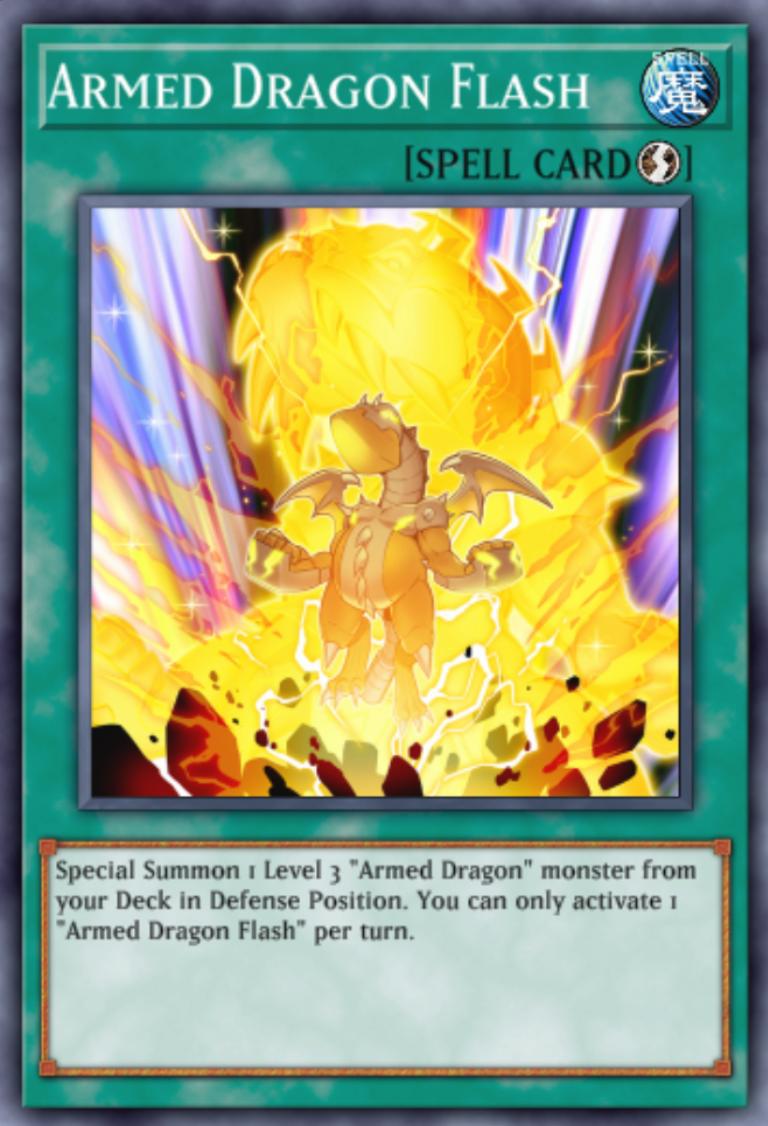 ARMED DRAGON FLASH
SPELL
魔
[SPELL CARD]
Special Summon 1 Level 3 "Armed Dragon" monster from
your Deck in Defense Position. You can only activate 1
"Armed Dragon Flash" per turn.